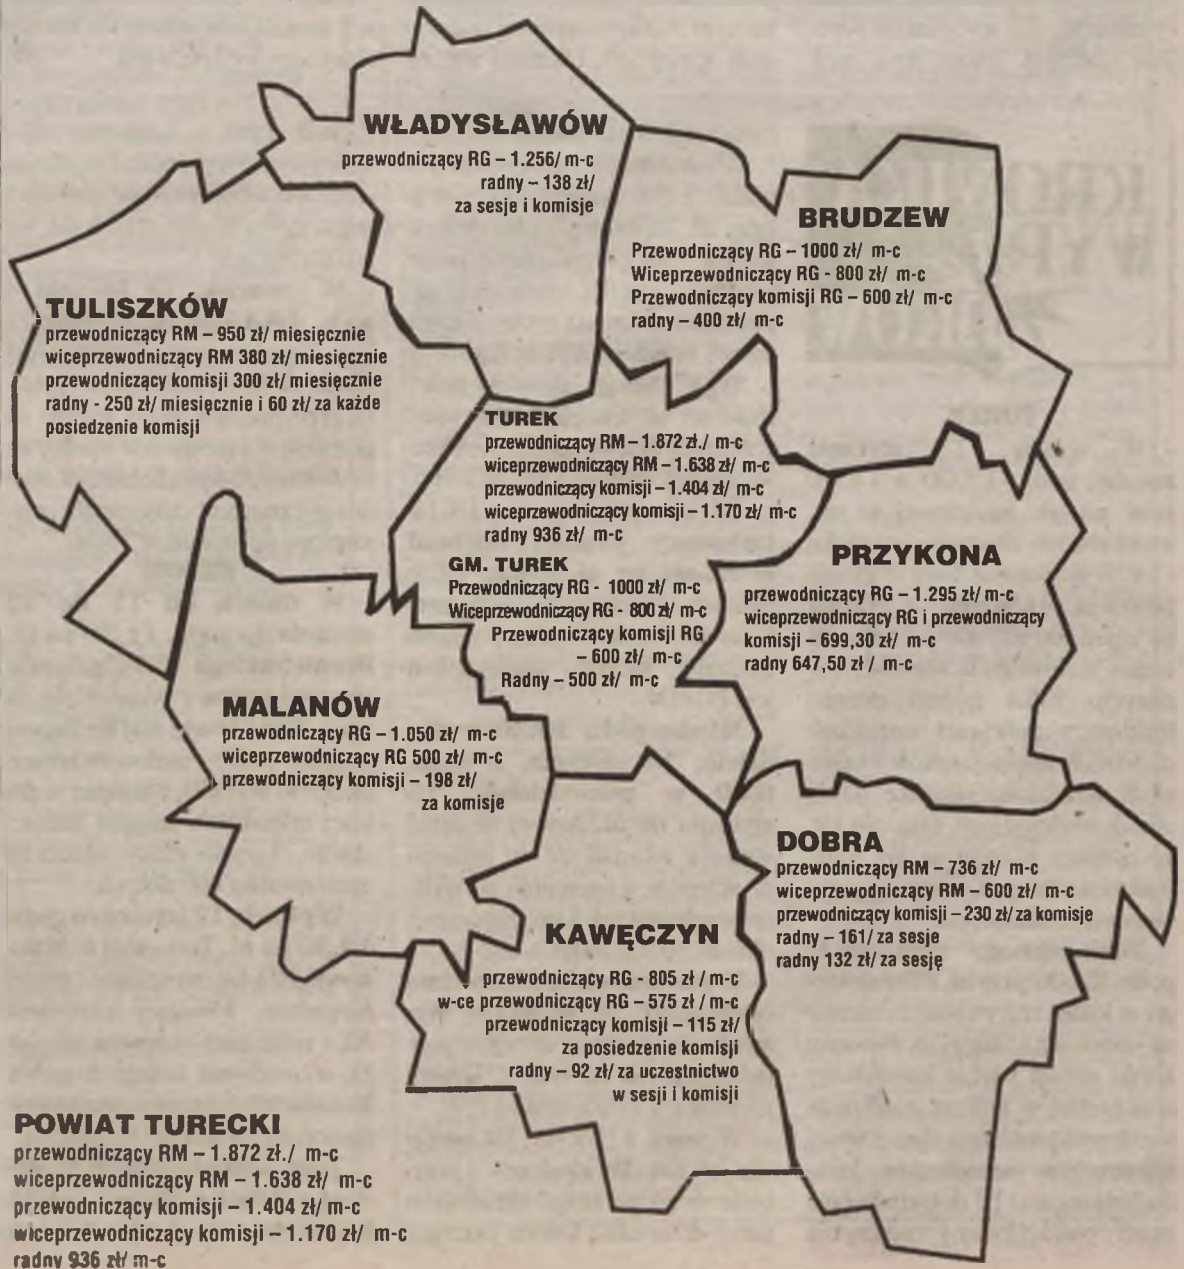 WŁADYSŁAWÓW
przewodniczący RG – 1.256/ m-c
radny – 138 zł/
za sesje i komisje
BRUDZEW
Przewodniczący RG – 1000 zł/ m-c
Wiceprzewodniczący RG - 800 zł/ m-c
Przewodniczący komisji RG – 600 zł/ m-c
radny – 400 zł/ m-c
TULISZKÓW
przewodniczący RM – 950 zł/ miesięcznie
wiceprzewodniczący RM 380 zł/ miesięcznie
przewodniczący komisji 300 zł/ miesięcznie
radny - 250 zł/ miesięcznie i 60 zł/ za każde
posiedzenie komisji
TUREK
przewodniczący RM – 1.872 zł./ m-c
wiceprzewodniczący RM – 1.638 zł/ m-c
przewodniczący komisji – 1.404 zł/ m-c
wiceprzewodniczący komisji – 1.170 zł/ m-c
radny 936 zł/ m-c
GM. TUREK
Przewodniczący RG - 1000 zł/ m-c
Wiceprzewodniczący RG - 800 zł/ m-c
Przewodniczący komisji RG
– 600 zł/ m-c
Radny – 500 zł/ m-c
PRZYKONA
przewodniczący RG – 1.295 zł/ m-c
wiceprzewodniczący RG i przewodniczący
komisji – 699,30 zł/ m-c
radny 647,50 zł / m-c
MALANÓW
przewodniczący RG – 1.050 zł/ m-c
wiceprzewodniczący RG 500 zł/ m-c
przewodniczący komisji – 198 zł/
za komisje
DOBRA
przewodniczący RM – 736 zł/ m-c
wiceprzewodniczący RM – 600 zł/ m-c
przewodniczący komisji – 230 zł/ za komisje
radny – 161/ za sesje
radny 132 zł/ za sesję
KAWĘCZYN
przewodniczący RG - 805 zł / m-c
w-ce przewodniczący RG – 575 zł / m-c
przewodniczący komisji – 115 zł/
za posiedzenie komisji
radny – 92 zł/ za uczestnictwo
w sesji i komisji
POWIAT TURECKI
przewodniczący RM – 1.872 zł./ m-c
wiceprzewodniczący RM – 1.638 zł/ m-c
przewodniczący komisji – 1.404 zł/ m-c
wiceprzewodniczący komisji – 1.170 zł/ m-c
radny 936 zł/ m-c